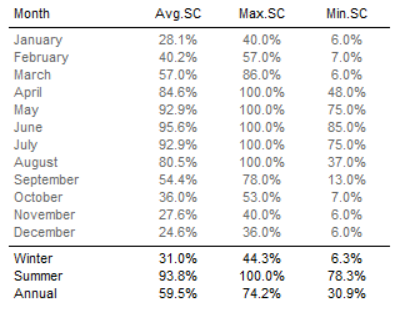 Month Avg.SC Max.SC Min.SC
January 28.1% 40.0% 6.0%
February 40.2% 57.0% 7.0%
March 57.0% 86.0% 6.0%
April 84.6% 100.0% 48.0%
May 92.9% 100.0% 75.0%
June 95.6% 100.0% 85.0%
July 92.9% 100.0% 75.0%
August 80.5% 100.0% 37.0%
September 54.4% 78.0% 13.0%
October 36.0% 53.0% 7.0%
November 27.6% 40.0% 6.0%
December 24.6% 36.0% 6.0%
Winter 31.0% 44.3% 6.3%
Summer 93.8% 100.0% 78.3%
Annual 59.5% 74.2% 30.9%